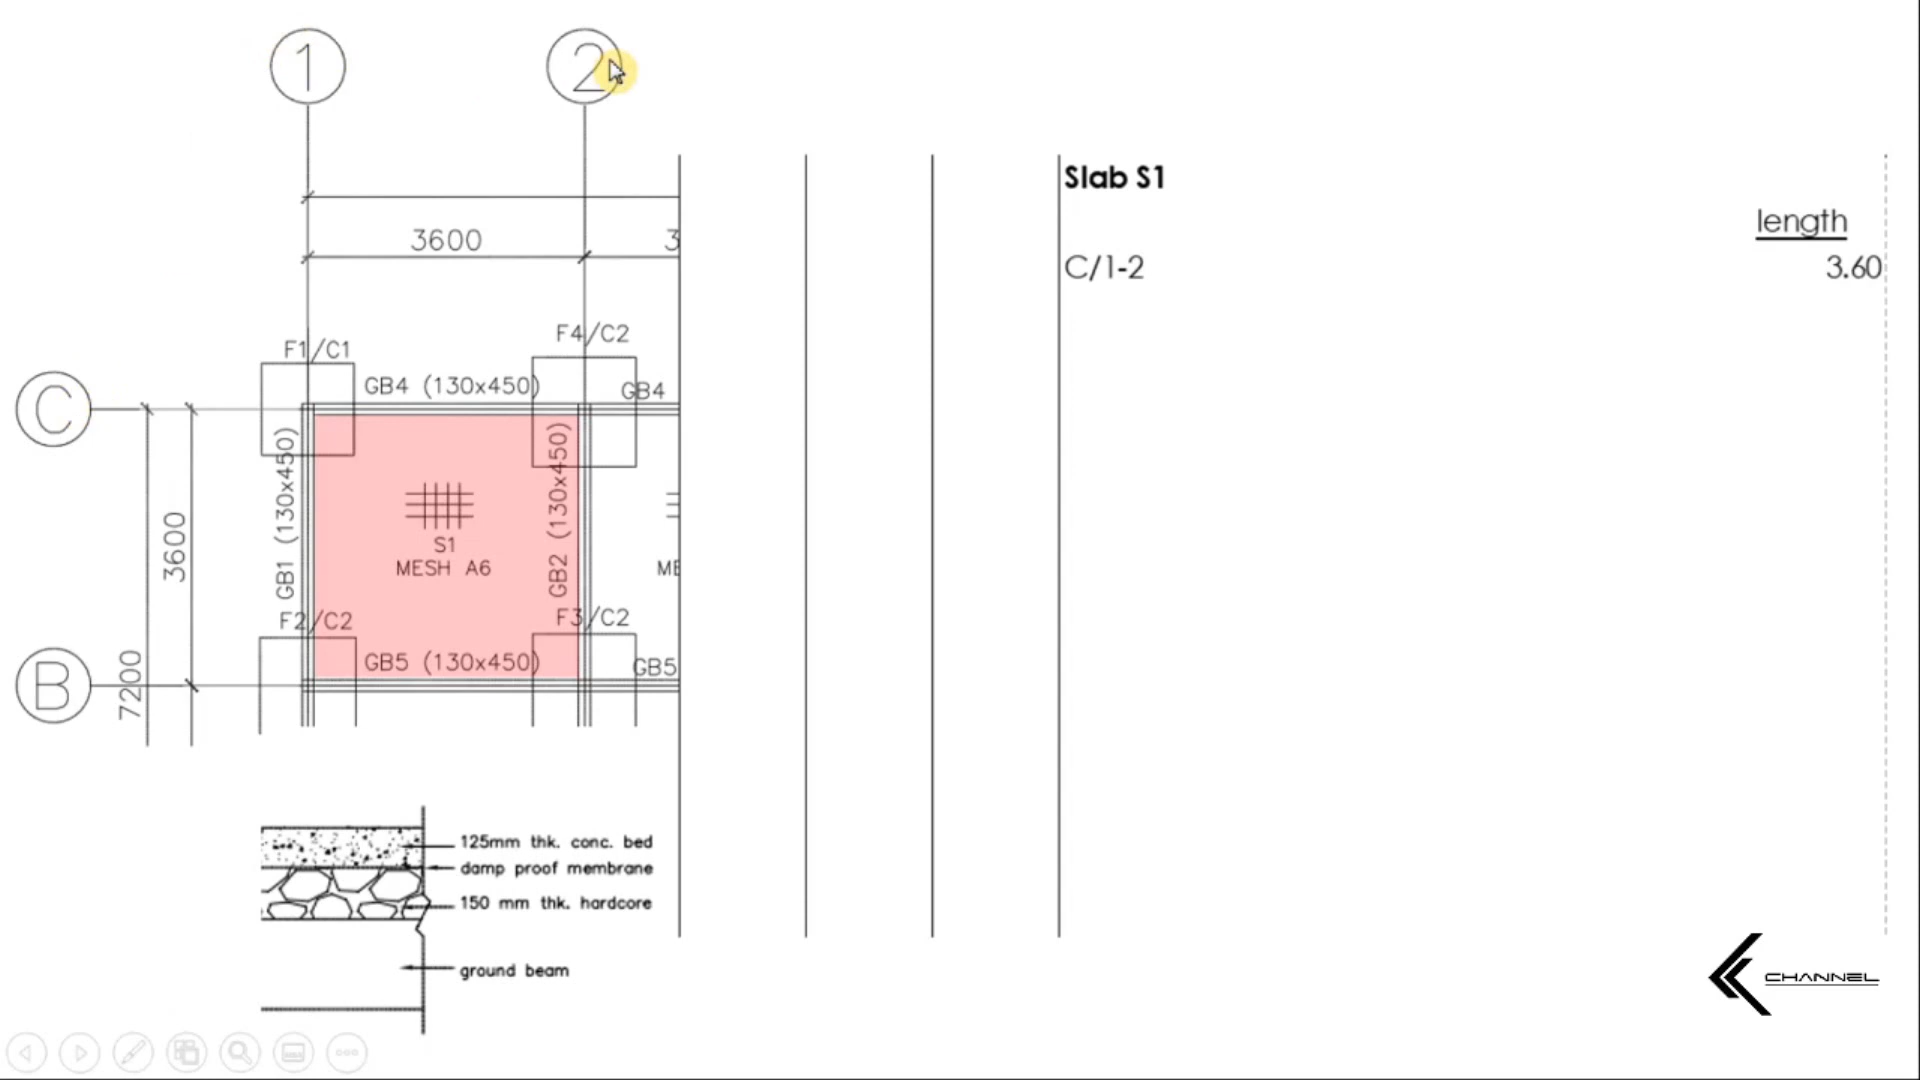 1
2
3600
3
F1/C1
F4/C2
GB4 (130x450)
GB4
C
GB1 (130x450)
GB2 (130x450)
3600
S1
MESH A6
ME
F2/C2
F3/C2
GB5 (130x450)
GB5
B
7200
125mm thk. conc. bed
damp proof membrane
150 mm thk. hardcore
ground beam
Slab S1
length
C/1-2
3.60
CHANNEL